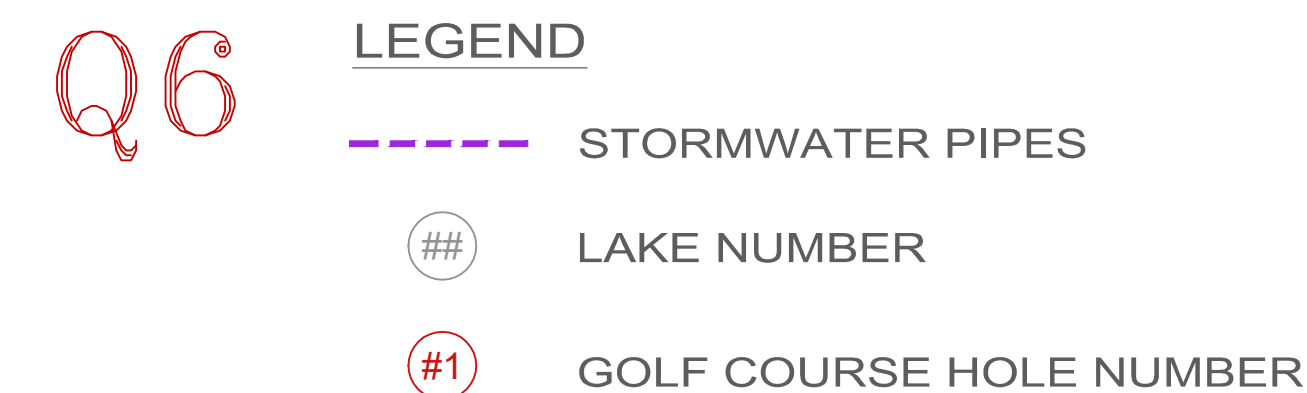 Q6
LEGEND
STORMWATER PIPES
## LAKE NUMBER
#1 GOLF COURSE HOLE NUMBER